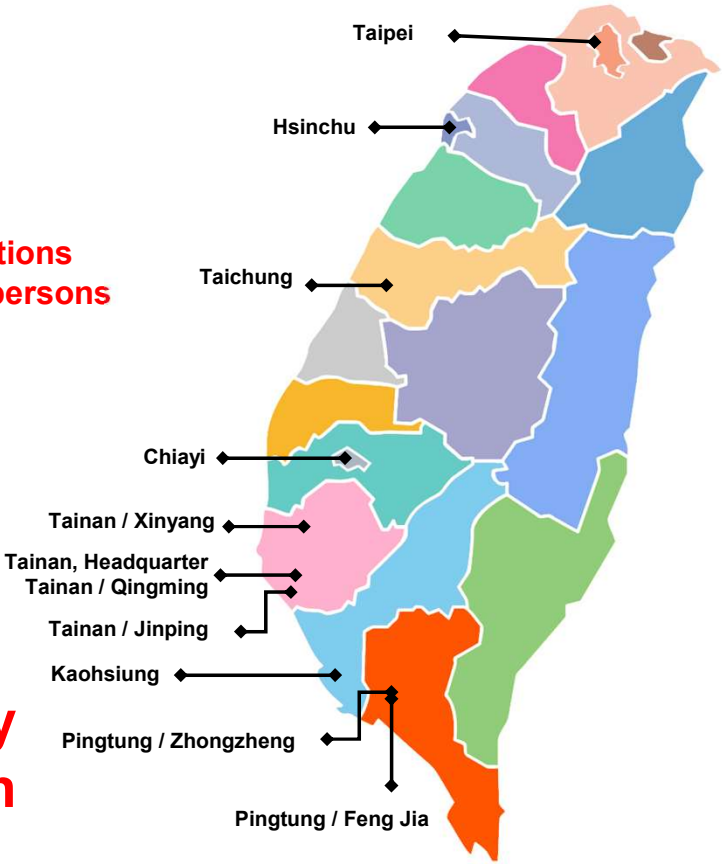 Taipei
Hsinchu
Taichung
Chiayi
Tainan / Xinyang
Tainan, Headquarter
Tainan / Qingming
Tainan / Jinping
Kaohsiung
Pingtung / Zhongzheng
Pingtung / Feng Jia
persons